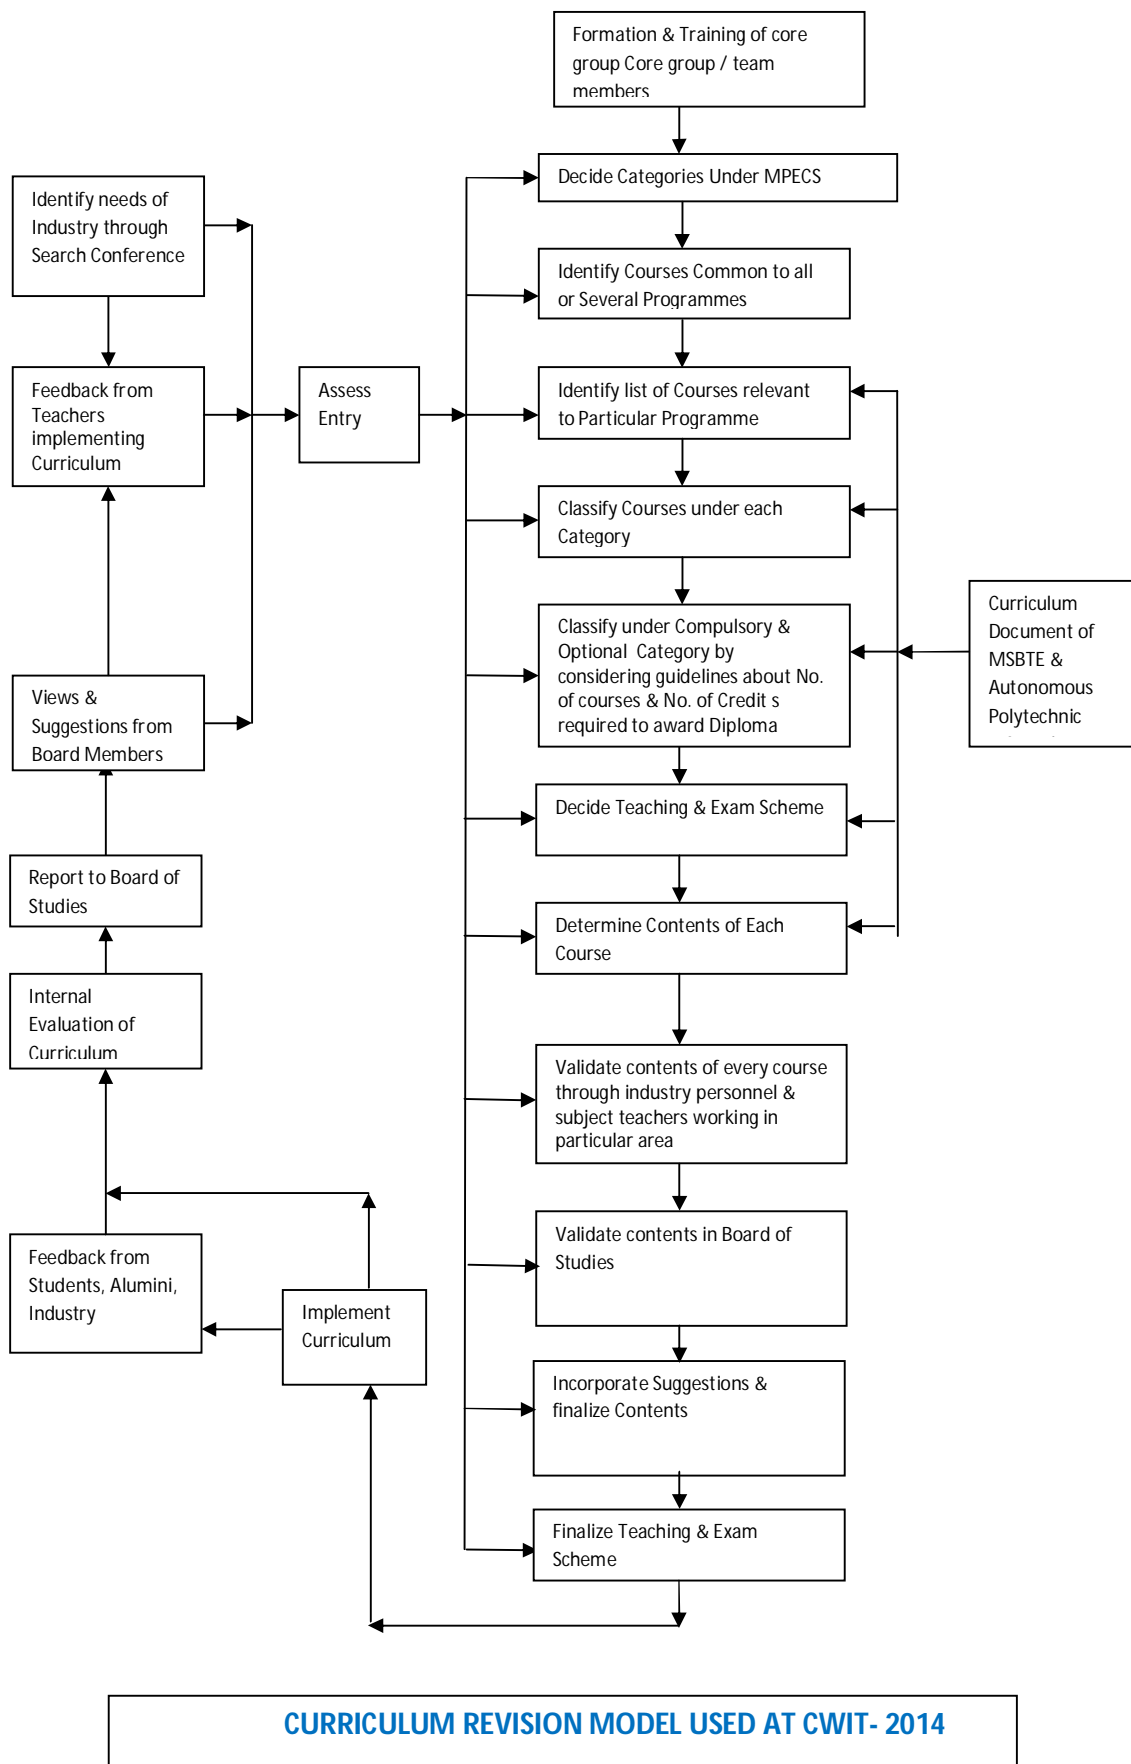 Formation & Training of core
group Core group / team
members
Decide Categories Under MPECS
Identify needs of
Industry through
Search Conference
Identify Courses Common to all
or Several Programmes
Feedback from
Teachers
implementing
Curriculum
Assess
Entry
Identify list of Courses relevant
to Particular Programme
Classify Courses under each
Category
Curriculum
Document of
MSBTE &
Autonomous
Polytechnic
Classify under Compulsory &
Optional Category by
considering guidelines about No.
of courses & No. of Credit s
required to award Diploma
Views &
Suggestions from
Board Members
Decide Teaching & Exam Scheme
Report to Board of
Studies
Determine Contents of Each
Course
Internal
Evaluation of
Curriculum
Validate contents of every course
through industry personnel &
subject teachers working in
particular area
Validate contents in Board of
Studies
Feedback from
Students, Alumini,
Industry
Implement
Curriculum
Incorporate Suggestions &
finalize Contents
Finalize Teaching & Exam
Scheme
CURRICULUM REVISION MODEL USED AT CWIT- 2014